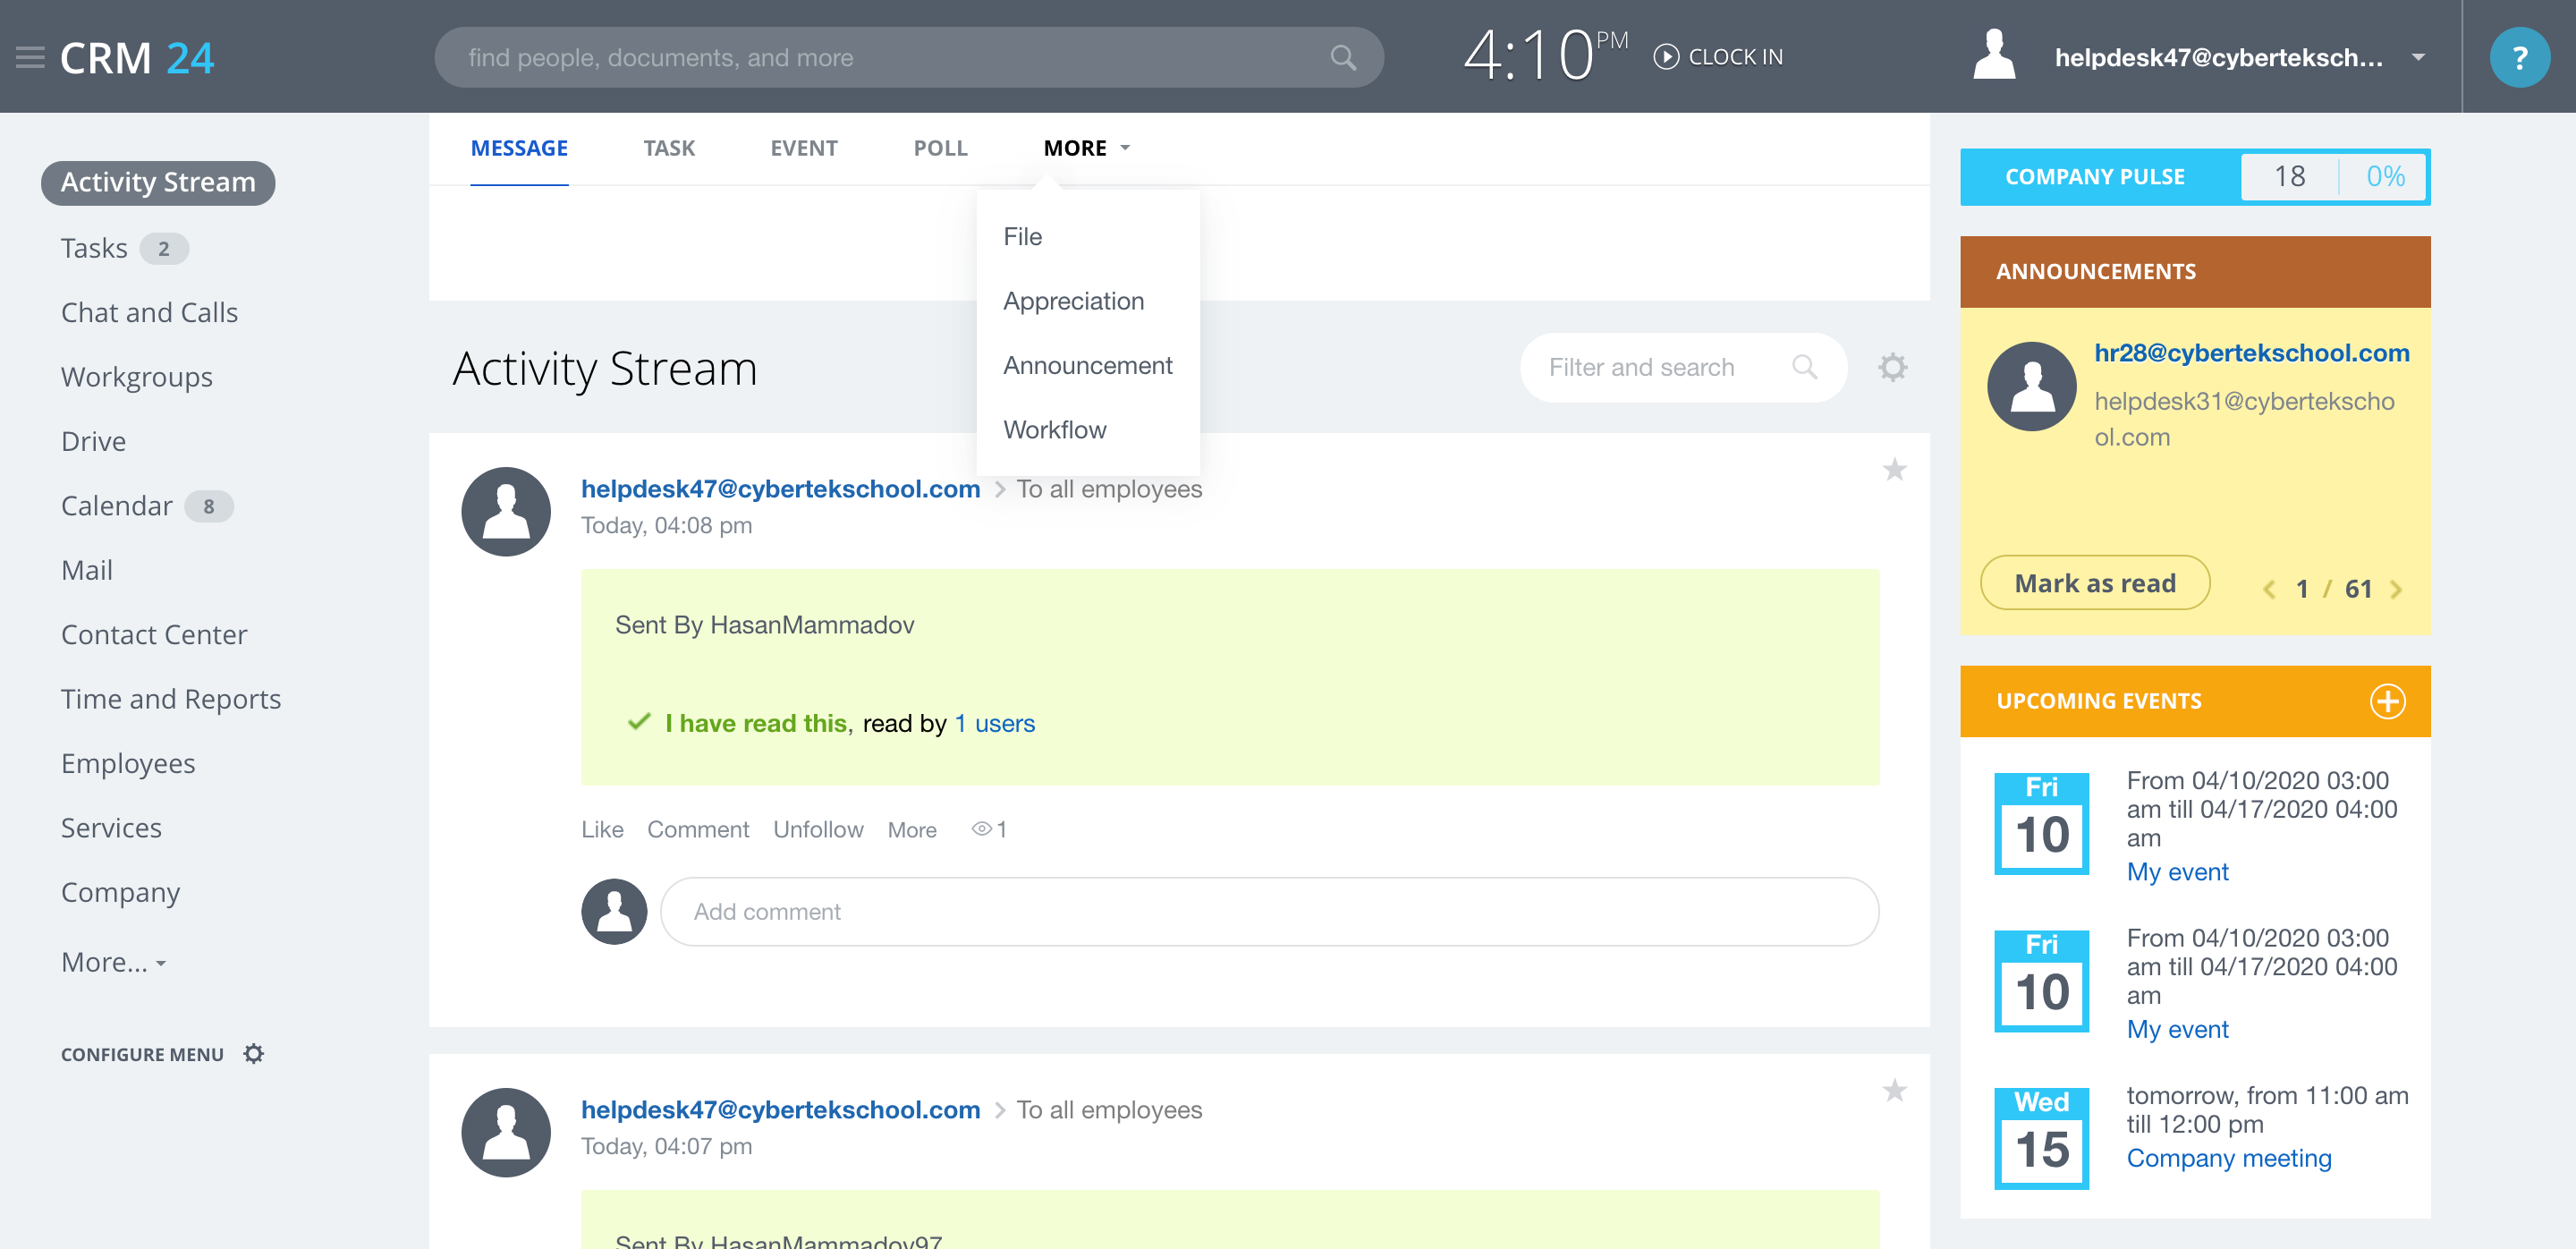 CRM 24
find people, documents, and more
4:10 PM
CLOCK IN
helpdesk47@cyberteksch...
?
Activity Stream
Tasks 2
Chat and Calls
Workgroups
Drive
Calendar 8
Mail
Contact Center
Time and Reports
Employees
Services
Company
More...
CONFIGURE MENU
MESSAGE TASK EVENT POLL MORE
File
Appreciation
Announcement
Workflow
Activity Stream
Filter and search
helpdesk47@cybertekschool.com > To all employees
Today, 04:08 pm
Sent By HasanMammadov
I have read this, read by 1 users
Like Comment Unfollow More 1
Add comment
helpdesk47@cybertekschool.com > To all employees
Today, 04:07 pm
Sent By HasanMammadov97
COMPANY PULSE 18 0%
ANNOUNCEMENTS
hr28@cybertekschool.com
helpdesk31@cybertekscho
ol.com
Mark as read
1 / 61
UPCOMING EVENTS
Fri
10
From 04/10/2020 03:00
am till 04/17/2020 04:00
am
My event
Fri
10
From 04/10/2020 03:00
am till 04/17/2020 04:00
am
My event
Wed
15
tomorrow, from 11:00 am
till 12:00 pm
Company meeting